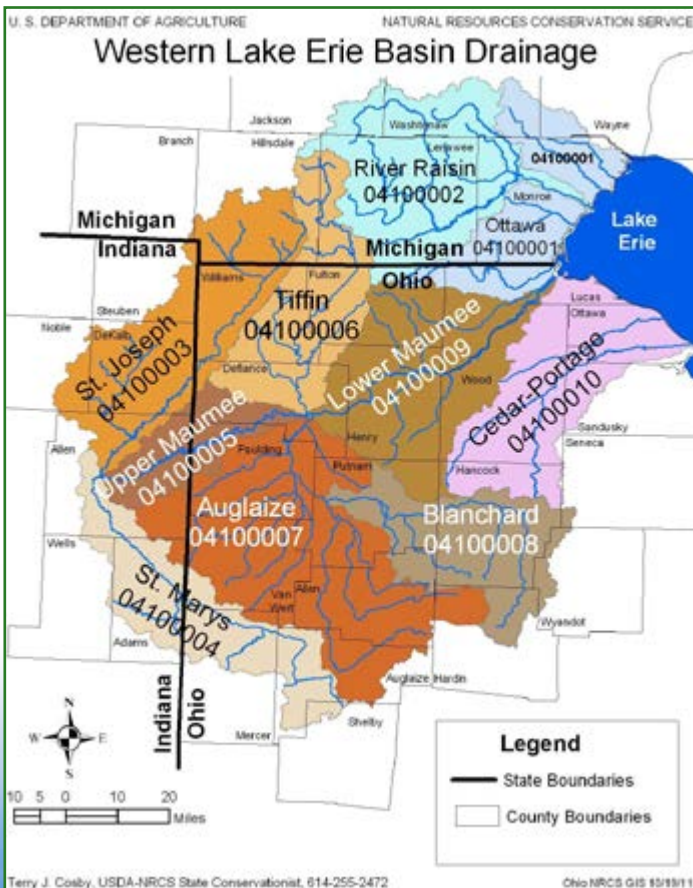 U. S. DEPARTMENT OF AGRICULTURE
NATURAL RESOURCES CONSERVATION SERVICE
Western Lake Erie Basin Drainage
Jackson
Washtenaw
Wayne
Branch
Hillsdale
Lenawee
04100001
River Raisin
04100002
Monroe
Ottawa
04100001
Lake
Erie
Michigan
Indiana
Michigan
Ohio
Williams
Fulton
Lucas
Ottawa
Steuben
Noble
DeKalb
Tiffin
04100006
St. Joseph
04100003
Defiance
Lower Maumee
04100009
Wood
Cedar-Portage
04100010
Sandusky
Seneca
Allen
Upper Maumee
04100005
Paulding
Henry
Putnam
Hancock
Auglaize
04100007
Blanchard
04100008
Wells
St. Marys
04100004
Van
Wert
Allen
Wyandot
Adams
Auglaize
Hardin
Indiana
Ohio
Mercer
Shelby
N
W
E
S
10 5 0 10 20
Miles
Legend
State Boundaries
County Boundaries
Terry J. Cosby, USDA-NRCS State Conservationist, 614-255-2472
Ohio NRCS GIS 10/19/11